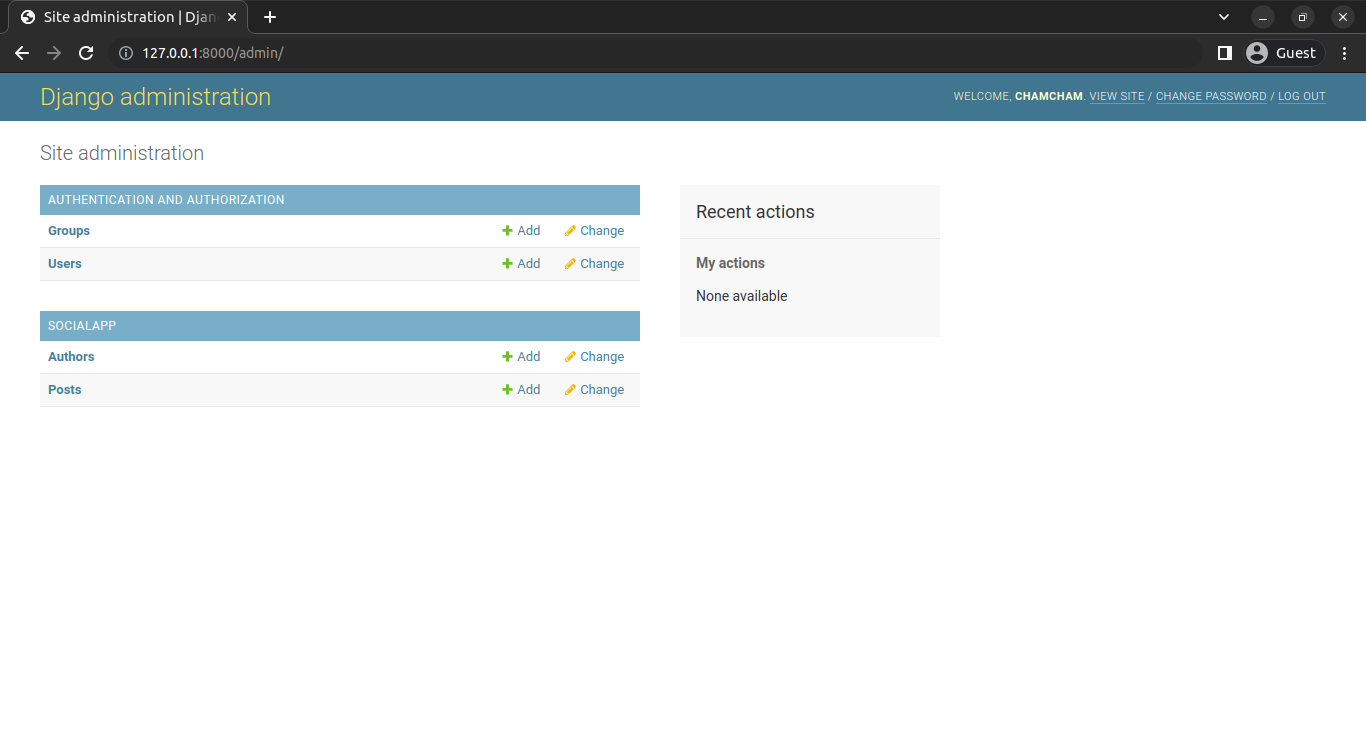 Site administration | Djan
127.0.0.1:8000/admin/
Guest
Django administration
WELCOME, CHAMCHAM. VIEW SITE / CHANGE PASSWORD / LOG OUT
Site administration
AUTHENTICATION AND AUTHORIZATION
Groups Add Change
Users Add Change
SOCIALAPP
Authors Add Change
Posts Add Change
Recent actions
My actions
None available